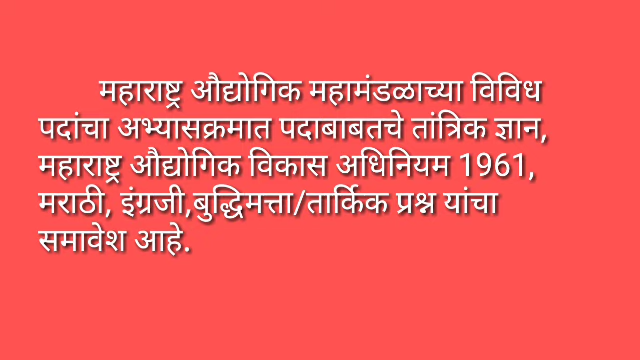 महाराष्ट्र औद्योगिक महामंडळाच्या विविध
पदांचा अभ्यासक्रमात पदाबाबतचे तांत्रिक ज्ञान,
महाराष्ट्र औद्योगिक विकास अधिनियम 1961,
मराठी, इंग्रजी,बुद्धिमत्ता/तार्किक प्रश्न यांचा
समावेश आहे.